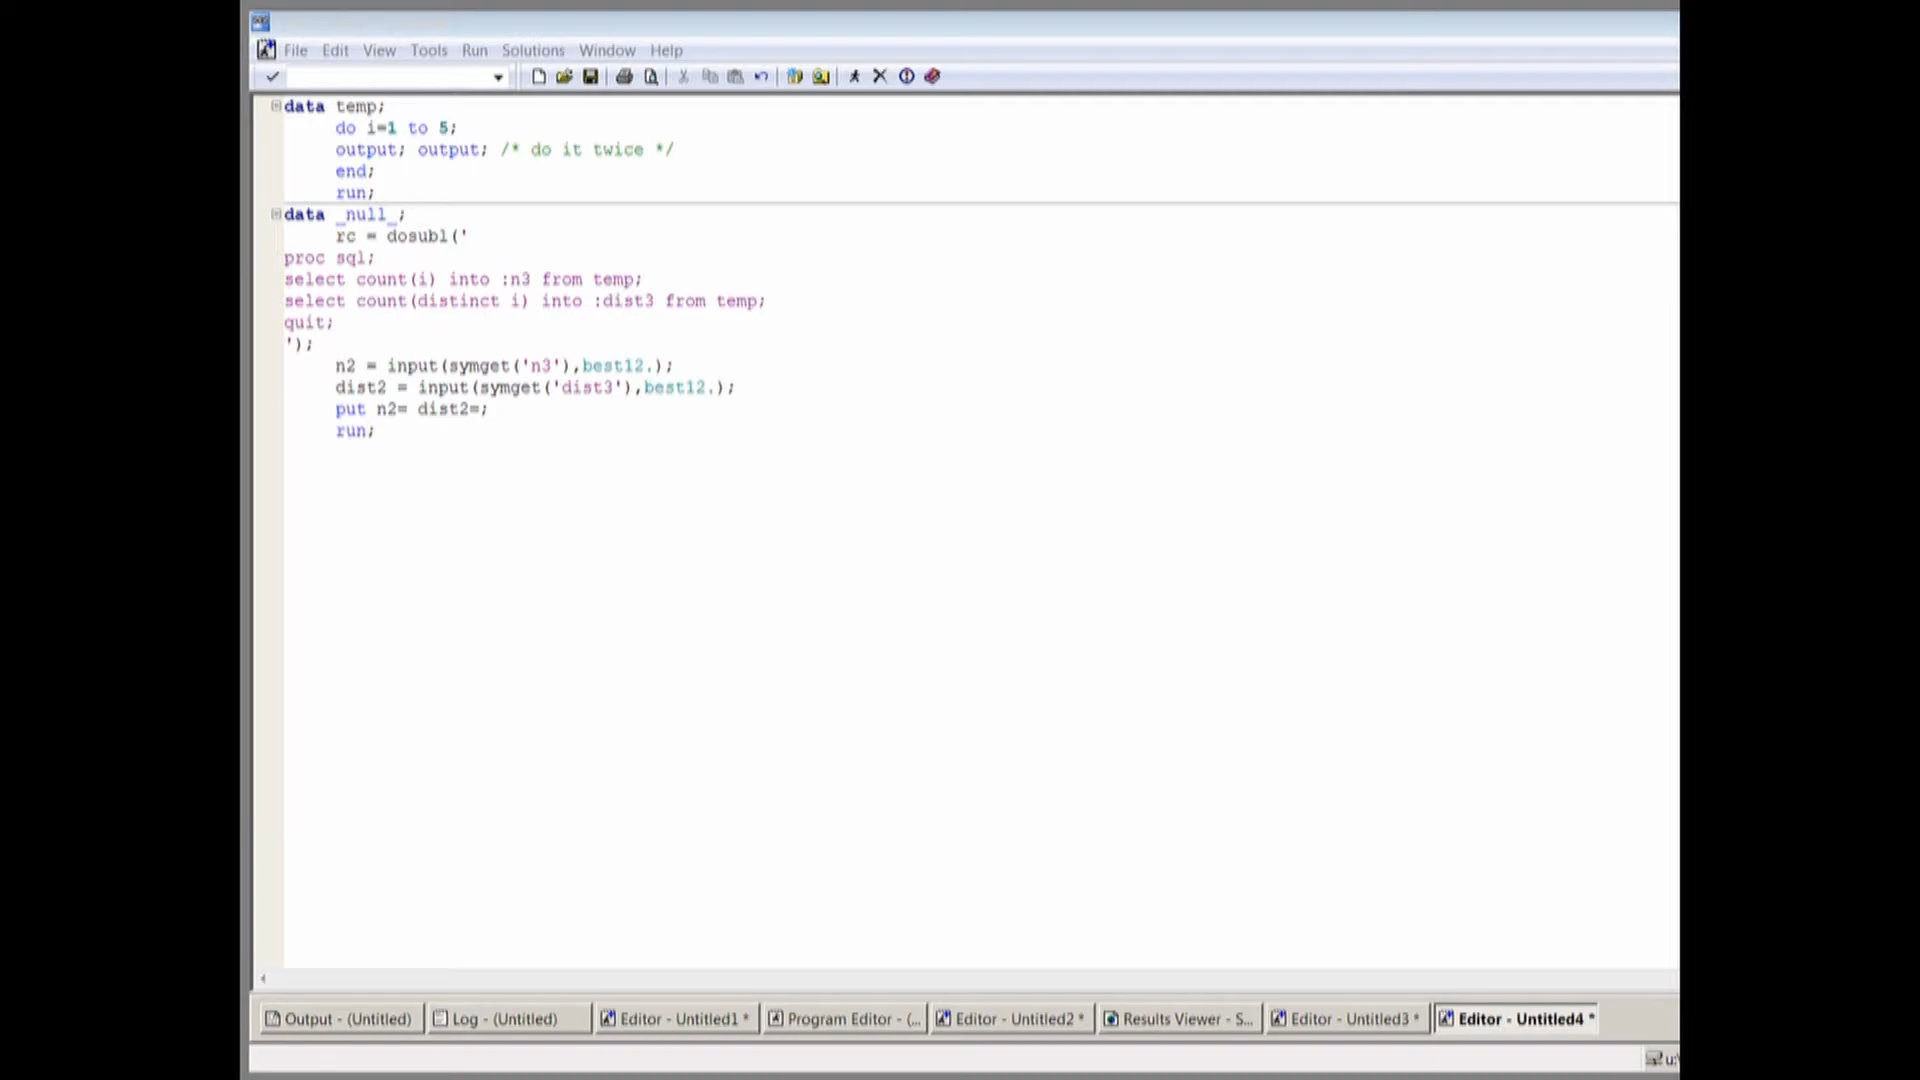 File Edit View Tools Run Solutions Window Help
data temp;
do i=1 to 5;
output; output; /* do it twice */
end;
run;
data _null_;
rc = dosubl('
proc sql;
select count(i) into :n3 from temp;
select count(distinct i) into :dist3 from temp;
quit;
');
n2 = input(symget('n3'),best12.);
dist2 = input(symget('dist3'),best12.);
put n2= dist2=;
run;
Output - (Untitled) Log - (Untitled) Editor - Untitled1 * Program Editor - (... Editor - Untitled2 * Results Viewer - S... Editor - Untitled3 * Editor - Untitled4 *